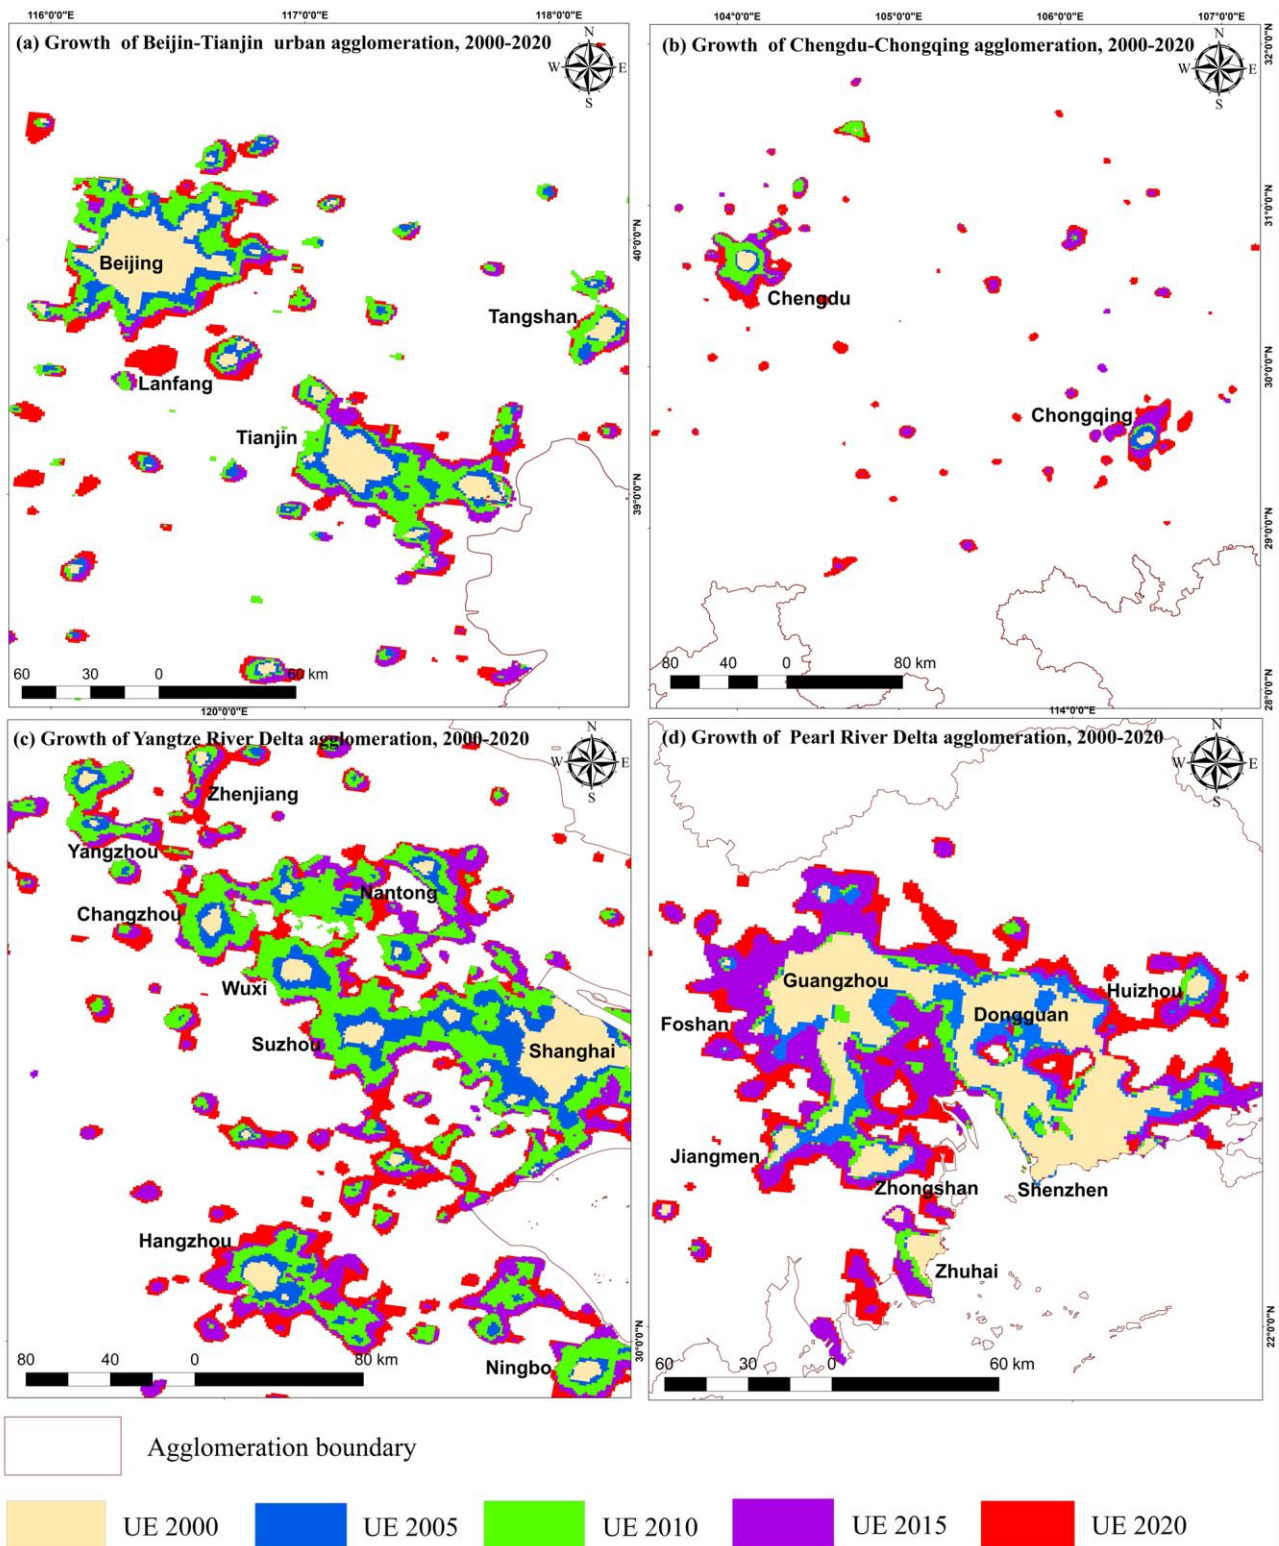 116°0'0"E 117°0'0"E 118°0'0"E
104°0'0"E 105°0'0"E 106°0'0"E 107°0'0"E
(a) Growth of Beijin-Tianjin urban agglomeration, 2000-2020
N
W E
S
Beijing
Tangshan
Lanfang
Tianjin
60 30 0 60 km
40°0'0"N
39°0'0"N
(b) Growth of Chengdu-Chongqing agglomeration, 2000-2020
N
W E
S
Chengdu
Chongqing
80 40 0 80 km
32°0'0"N
31°0'0"N
30°0'0"N
29°0'0"N
28°0'0"N
120°0'0"E
114°0'0"E
(c) Growth of Yangtze River Delta agglomeration, 2000-2020
N
W E
S
Zhenjiang
Yangzhou
Nantong
Changzhou
Wuxi
Suzhou
Shanghai
Hangzhou
Ningbo
80 40 0 80 km
30°0'0"N
(d) Growth of Pearl River Delta agglomeration, 2000-2020
N
W E
S
Guangzhou
Huizhou
Dongguan
Foshan
Jiangmen
Zhongshan
Shenzhen
Zhuhai
60 30 0 60 km
22°0'0"N
Agglomeration boundary
UE 2000 UE 2005 UE 2010 UE 2015 UE 2020